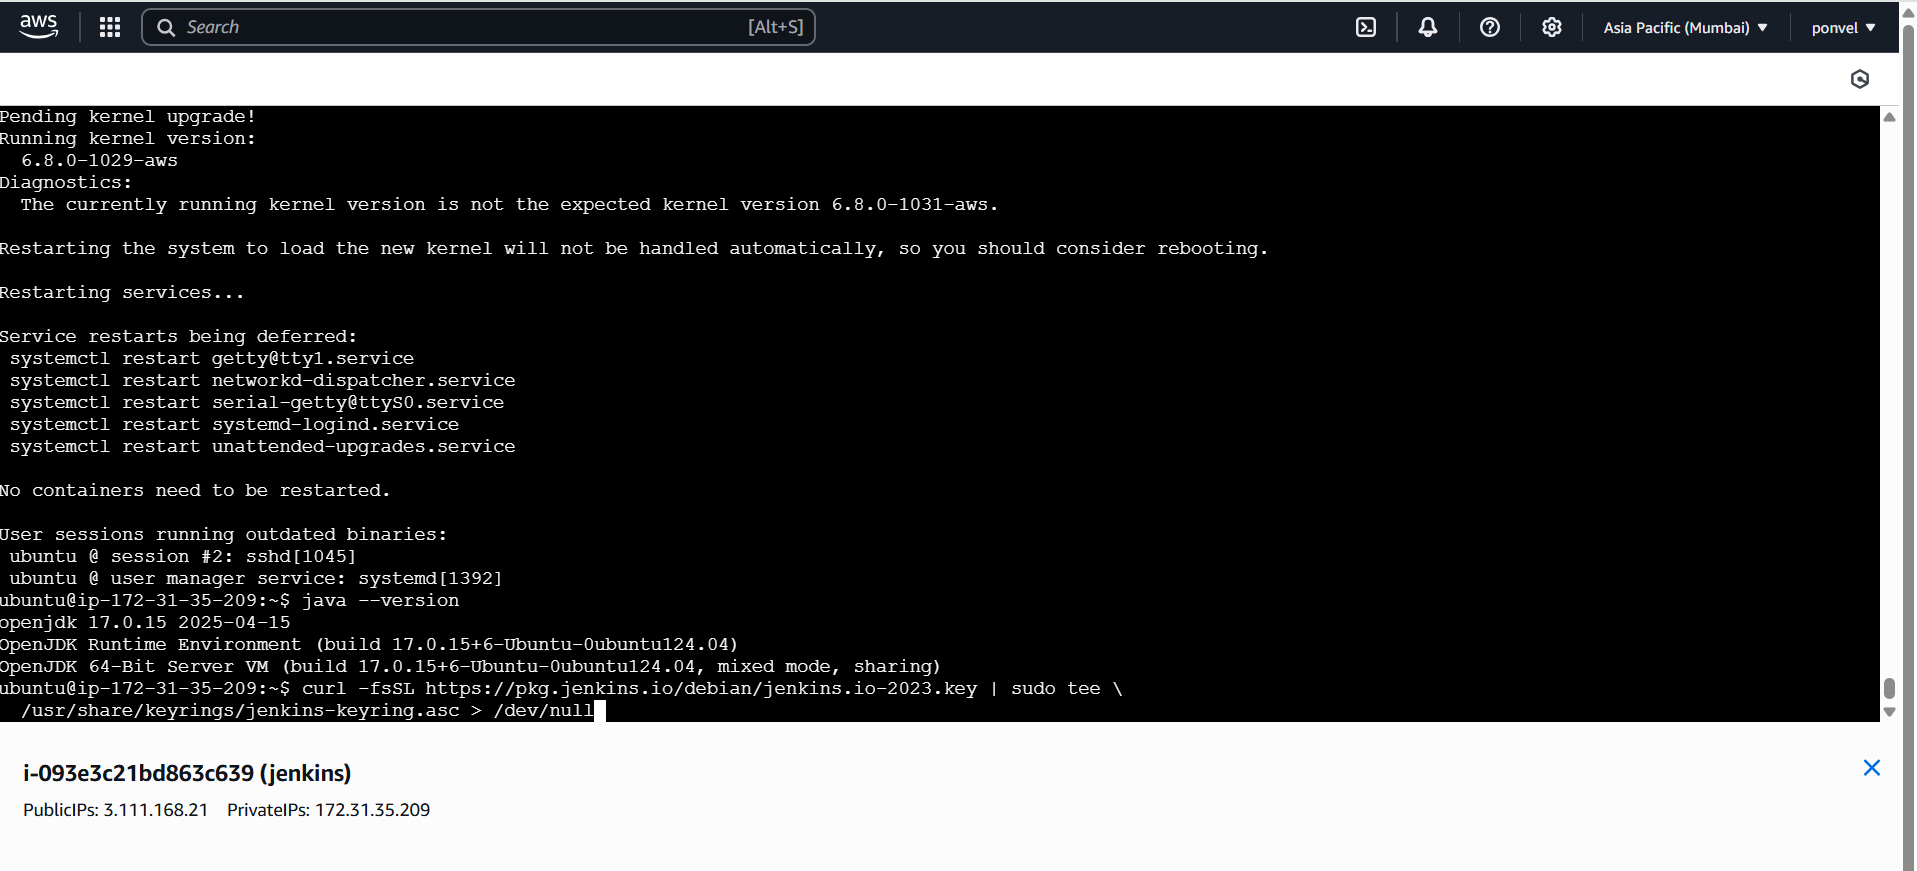 aws
Search
[Alt+S]
Asia Pacific (Mumbai)
ponvel
Pending kernel upgrade!
Running kernel version:
  6.8.0-1029-aws
Diagnostics:
  The currently running kernel version is not the expected kernel version 6.8.0-1031-aws.
Restarting the system to load the new kernel will not be handled automatically, so you should consider rebooting.
Restarting services...
Service restarts being deferred:
 systemctl restart getty@tty1.service
 systemctl restart networkd-dispatcher.service
 systemctl restart serial-getty@ttyS0.service
 systemctl restart systemd-logind.service
 systemctl restart unattended-upgrades.service
No containers need to be restarted.
User sessions running outdated binaries:
 ubuntu @ session #2: sshd[1045]
 ubuntu @ user manager service: systemd[1392]
ubuntu@ip-172-31-35-209:~$ java --version
openjdk 17.0.15 2025-04-15
OpenJDK Runtime Environment (build 17.0.15+6-Ubuntu-0ubuntu124.04)
OpenJDK 64-Bit Server VM (build 17.0.15+6-Ubuntu-0ubuntu124.04, mixed mode, sharing)
ubuntu@ip-172-31-35-209:~$ curl -fsSL https://pkg.jenkins.io/debian/jenkins.io-2023.key | sudo tee \
  /usr/share/keyrings/jenkins-keyring.asc > /dev/null
i-093e3c21bd863c639 (jenkins)
PublicIPs: 3.111.168.21 PrivateIPs: 172.31.35.209